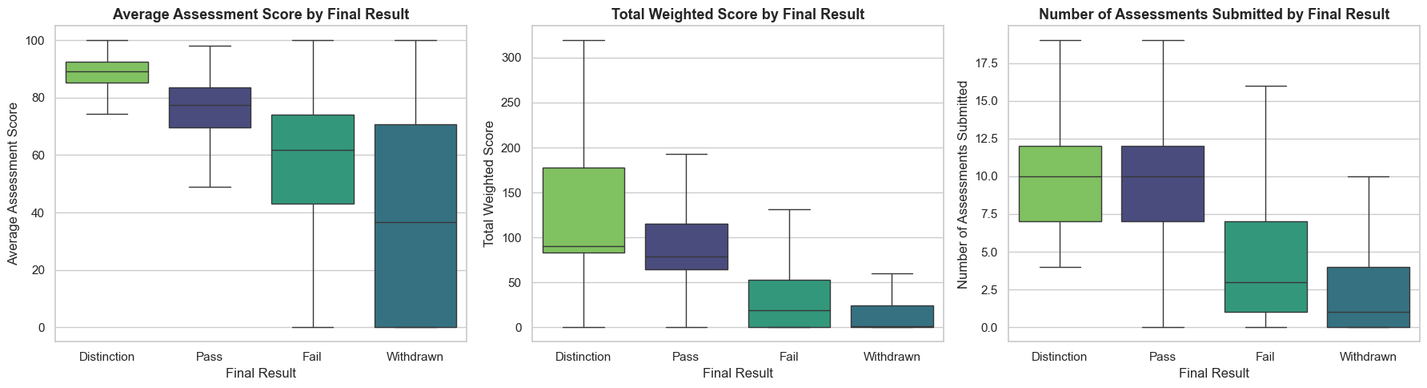 Average Assessment Score by Final Result
100
80
60
40
20
0
Average Assessment Score
Distinction Pass Fail Withdrawn
Final Result
Total Weighted Score by Final Result
300
250
200
150
100
50
0
Total Weighted Score
Distinction Pass Fail Withdrawn
Final Result
Number of Assessments Submitted by Final Result
17.5
15.0
12.5
10.0
7.5
5.0
2.5
0.0
Number of Assessments Submitted
Distinction Pass Fail Withdrawn
Final Result